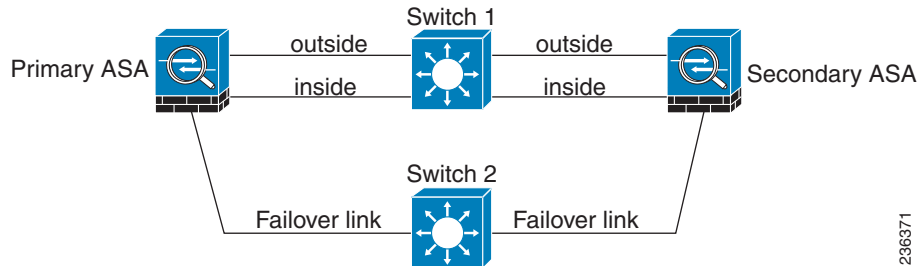 Switch 1
outside
outside
Primary ASA
Secondary ASA
inside
inside
Switch 2
Failover link
Failover link
236371